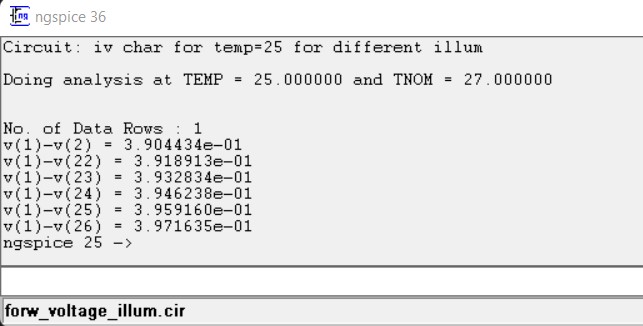 ngspice 36
Circuit: iv char for temp=25 for different illum
Doing analysis at TEMP = 25.000000 and TNOM = 27.000000
No. of Data Rows : 1
v(1)-v(2) = 3.904434e-01
v(1)-v(22) = 3.918913e-01
v(1)-v(23) = 3.932834e-01
v(1)-v(24) = 3.946238e-01
v(1)-v(25) = 3.959160e-01
v(1)-v(26) = 3.971635e-01
ngspice 25 ->
forw_voltage_illum.cir